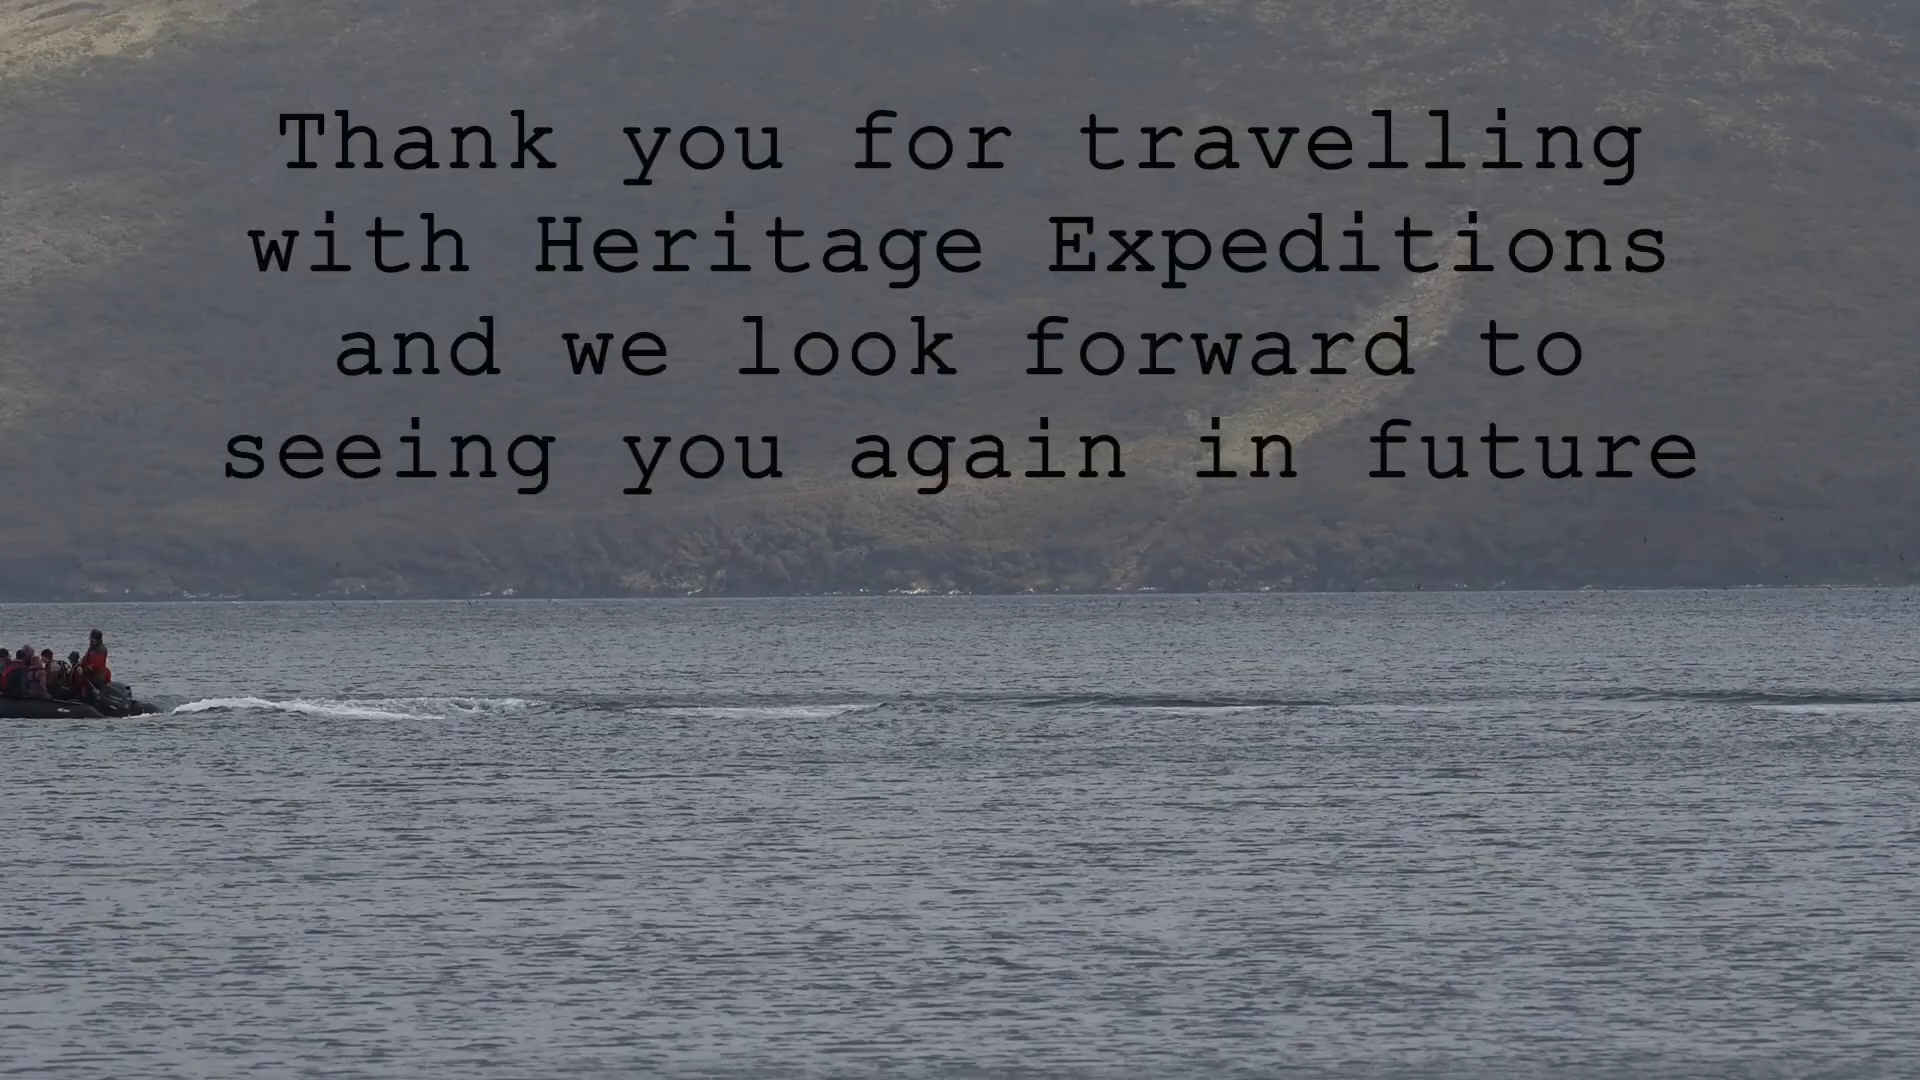 Thank you for travelling
with Heritage Expeditions
and we look forward to
seeing you again in future